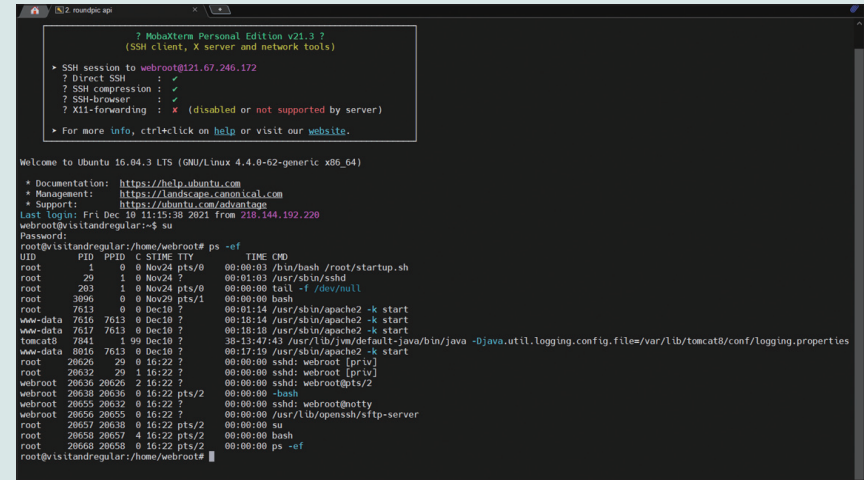 2. roundpic api
? MobaXterm Personal Edition v21.3 ?
(SSH client, X server and network tools)
➤ SSH session to webroot@121.67.246.172
? Direct SSH : ✔
? SSH compression : ✔
? SSH-browser : ✔
? X11-forwarding : ✘ (disabled or not supported by server)
➤ For more info, ctrl+click on help or visit our website.
Welcome to Ubuntu 16.04.3 LTS (GNU/Linux 4.4.0-62-generic x86_64)
* Documentation: https://help.ubuntu.com
* Management: https://landscape.canonical.com
* Support: https://ubuntu.com/advantage
Last login: Fri Dec 10 11:15:38 2021 from 218.144.192.220
webroot@visitandregular:~$ su
Password:
root@visitandregular:/home/webroot# ps -ef
UID PID PPID C STIME TTY TIME CMD
root 1 0 0 Nov24 pts/0 00:00:03 /bin/bash /root/startup.sh
root 29 1 0 Nov24 ? 00:01:03 /usr/sbin/sshd
root 203 1 0 Nov24 pts/0 00:00:00 tail -f /dev/null
root 3096 0 0 Nov29 pts/1 00:00:00 bash
root 7613 0 0 Dec10 ? 00:01:14 /usr/sbin/apache2 -k start
www-data 7616 7613 0 Dec10 ? 00:18:14 /usr/sbin/apache2 -k start
www-data 7617 7613 0 Dec10 ? 00:18:18 /usr/sbin/apache2 -k start
tomcat8 7841 1 99 Dec10 ? 38-13:47:43 /usr/lib/jvm/default-java/bin/java -Djava.util.logging.config.file=/var/lib/tomcat8/conf/logging.properties
www-data 8016 7613 0 Dec10 ? 00:17:19 /usr/sbin/apache2 -k start
root 20626 29 0 16:22 ? 00:00:00 sshd: webroot [priv]
root 20632 29 1 16:22 ? 00:00:00 sshd: webroot [priv]
webroot 20636 20626 2 16:22 ? 00:00:00 sshd: webroot@pts/2
webroot 20638 20636 0 16:22 pts/2 00:00:00 -bash
webroot 20655 20632 0 16:22 ? 00:00:00 sshd: webroot@notty
webroot 20656 20655 0 16:22 ? 00:00:00 /usr/lib/openssh/sftp-server
root 20657 20638 0 16:22 pts/2 00:00:00 su
root 20658 20657 4 16:22 pts/2 00:00:00 bash
root 20668 20658 0 16:22 pts/2 00:00:00 ps -ef
root@visitandregular:/home/webroot#